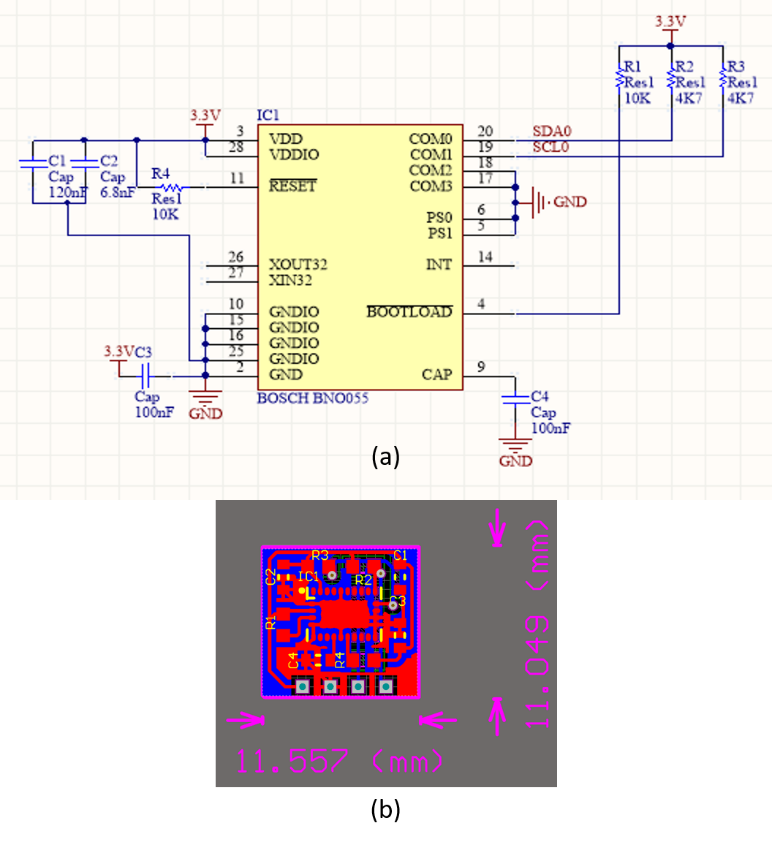 3.3V
R1
Res1
10K
R2
Res1
4K7
R3
Res1
4K7
3.3V
IC1
C1
Cap
120nF
C2
Cap
6.8nF
R4
Res1
10K
3 VDD
28 VDDIO
11 RESET
26 XOUT32
27 XIN32
10 GNDIO
15 GNDIO
16 GNDIO
25 GNDIO
2 GND
COM0 20 SDA0
COM1 19 SCL0
COM2 18
COM3 17
PS0 6
PS1 5
GND
INT 14
BOOTLOAD 4
CAP 9
3.3V
C3
Cap
100nF
GND
BOSCH BNO055
C4
Cap
100nF
GND
(a)
R3
C1
C2
IC1
R2
C3
R1
C4
R4
11.049 (mm)
11.557 (mm)
(b)